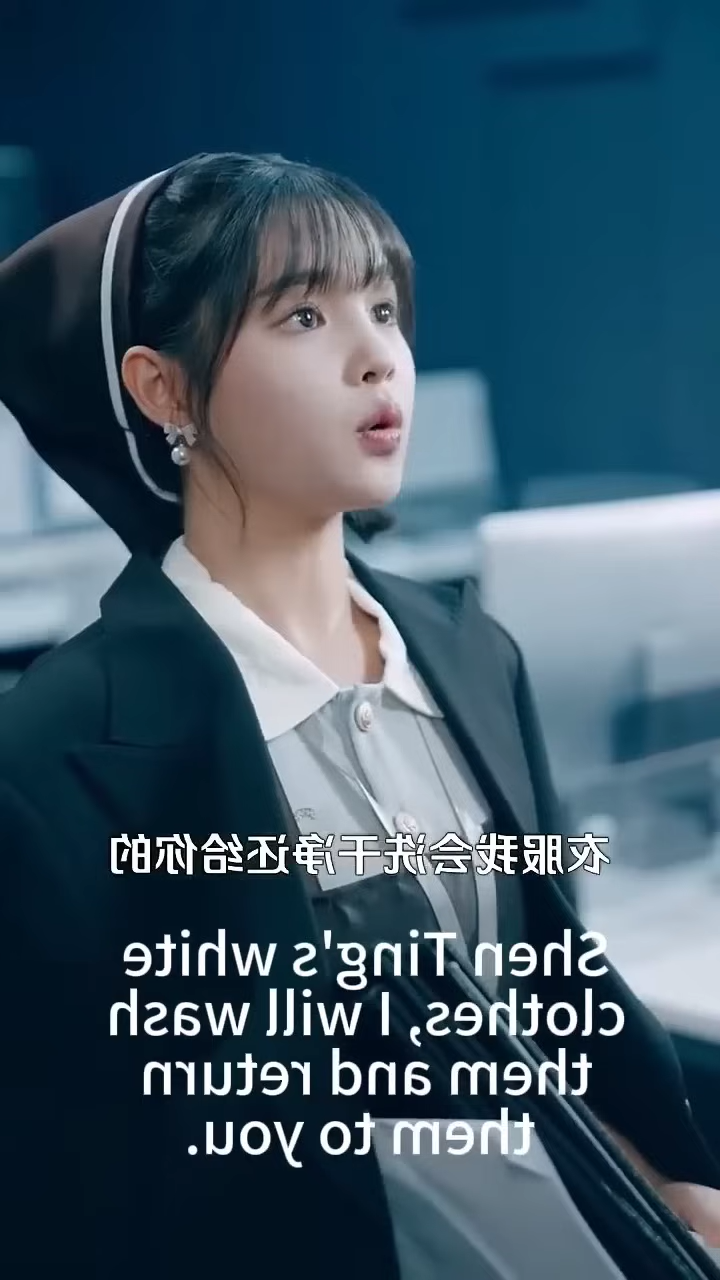 衣服我会洗干净还给你的
Shen Ting's white
clothes, I will wash
them and return
them to you.